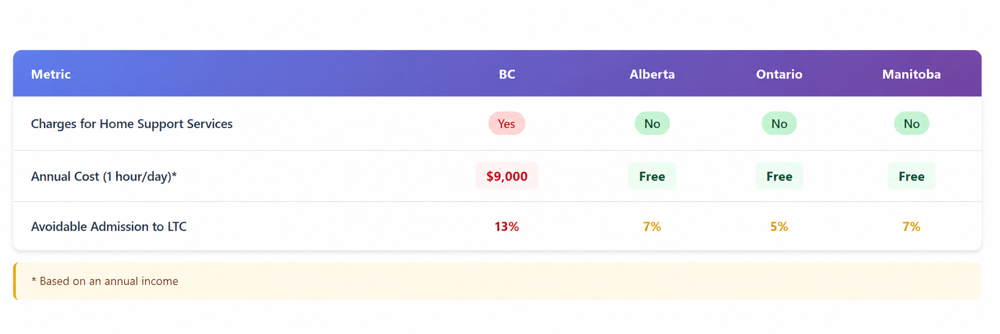 Metric BC Alberta Ontario Manitoba
Charges for Home Support Services Yes No No No
Annual Cost (1 hour/day)* $9,000 Free Free Free
Avoidable Admission to LTC 13% 7% 5% 7%
* Based on an annual income